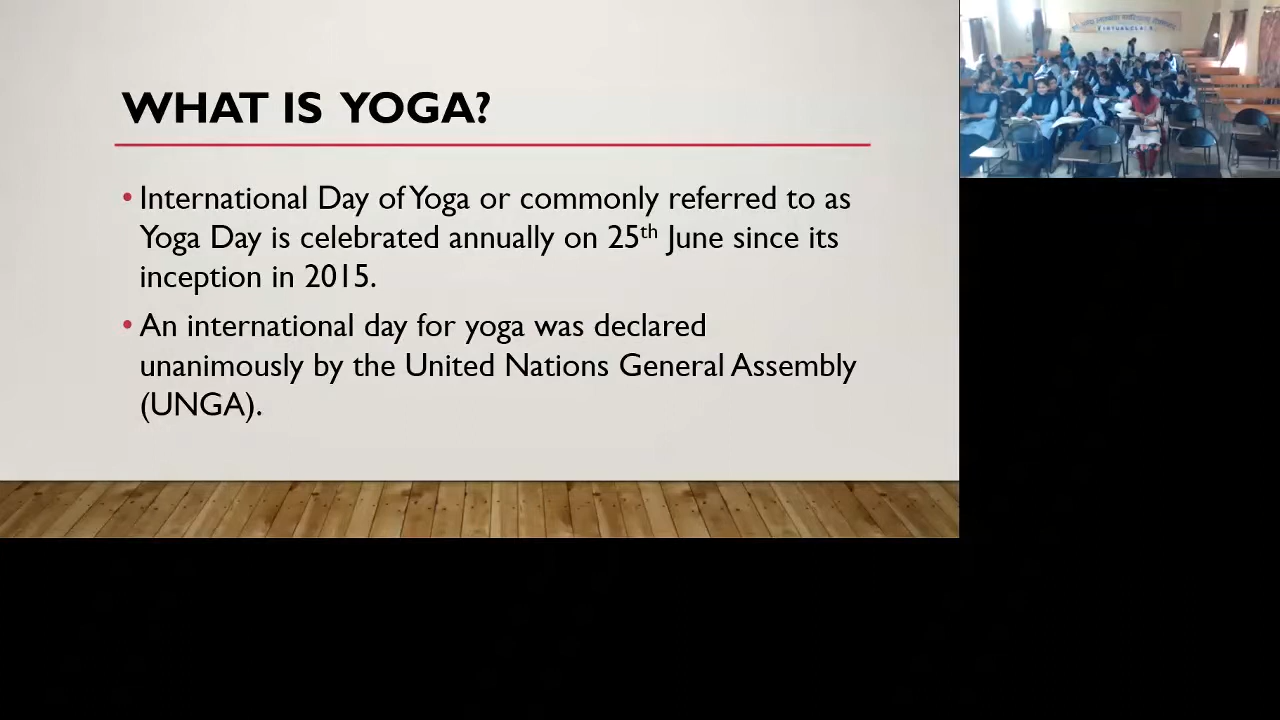 WHAT IS YOGA?
• International Day of Yoga or commonly referred to as
Yoga Day is celebrated annually on 25th June since its
inception in 2015.
• An international day for yoga was declared
unanimously by the United Nations General Assembly
(UNGA).